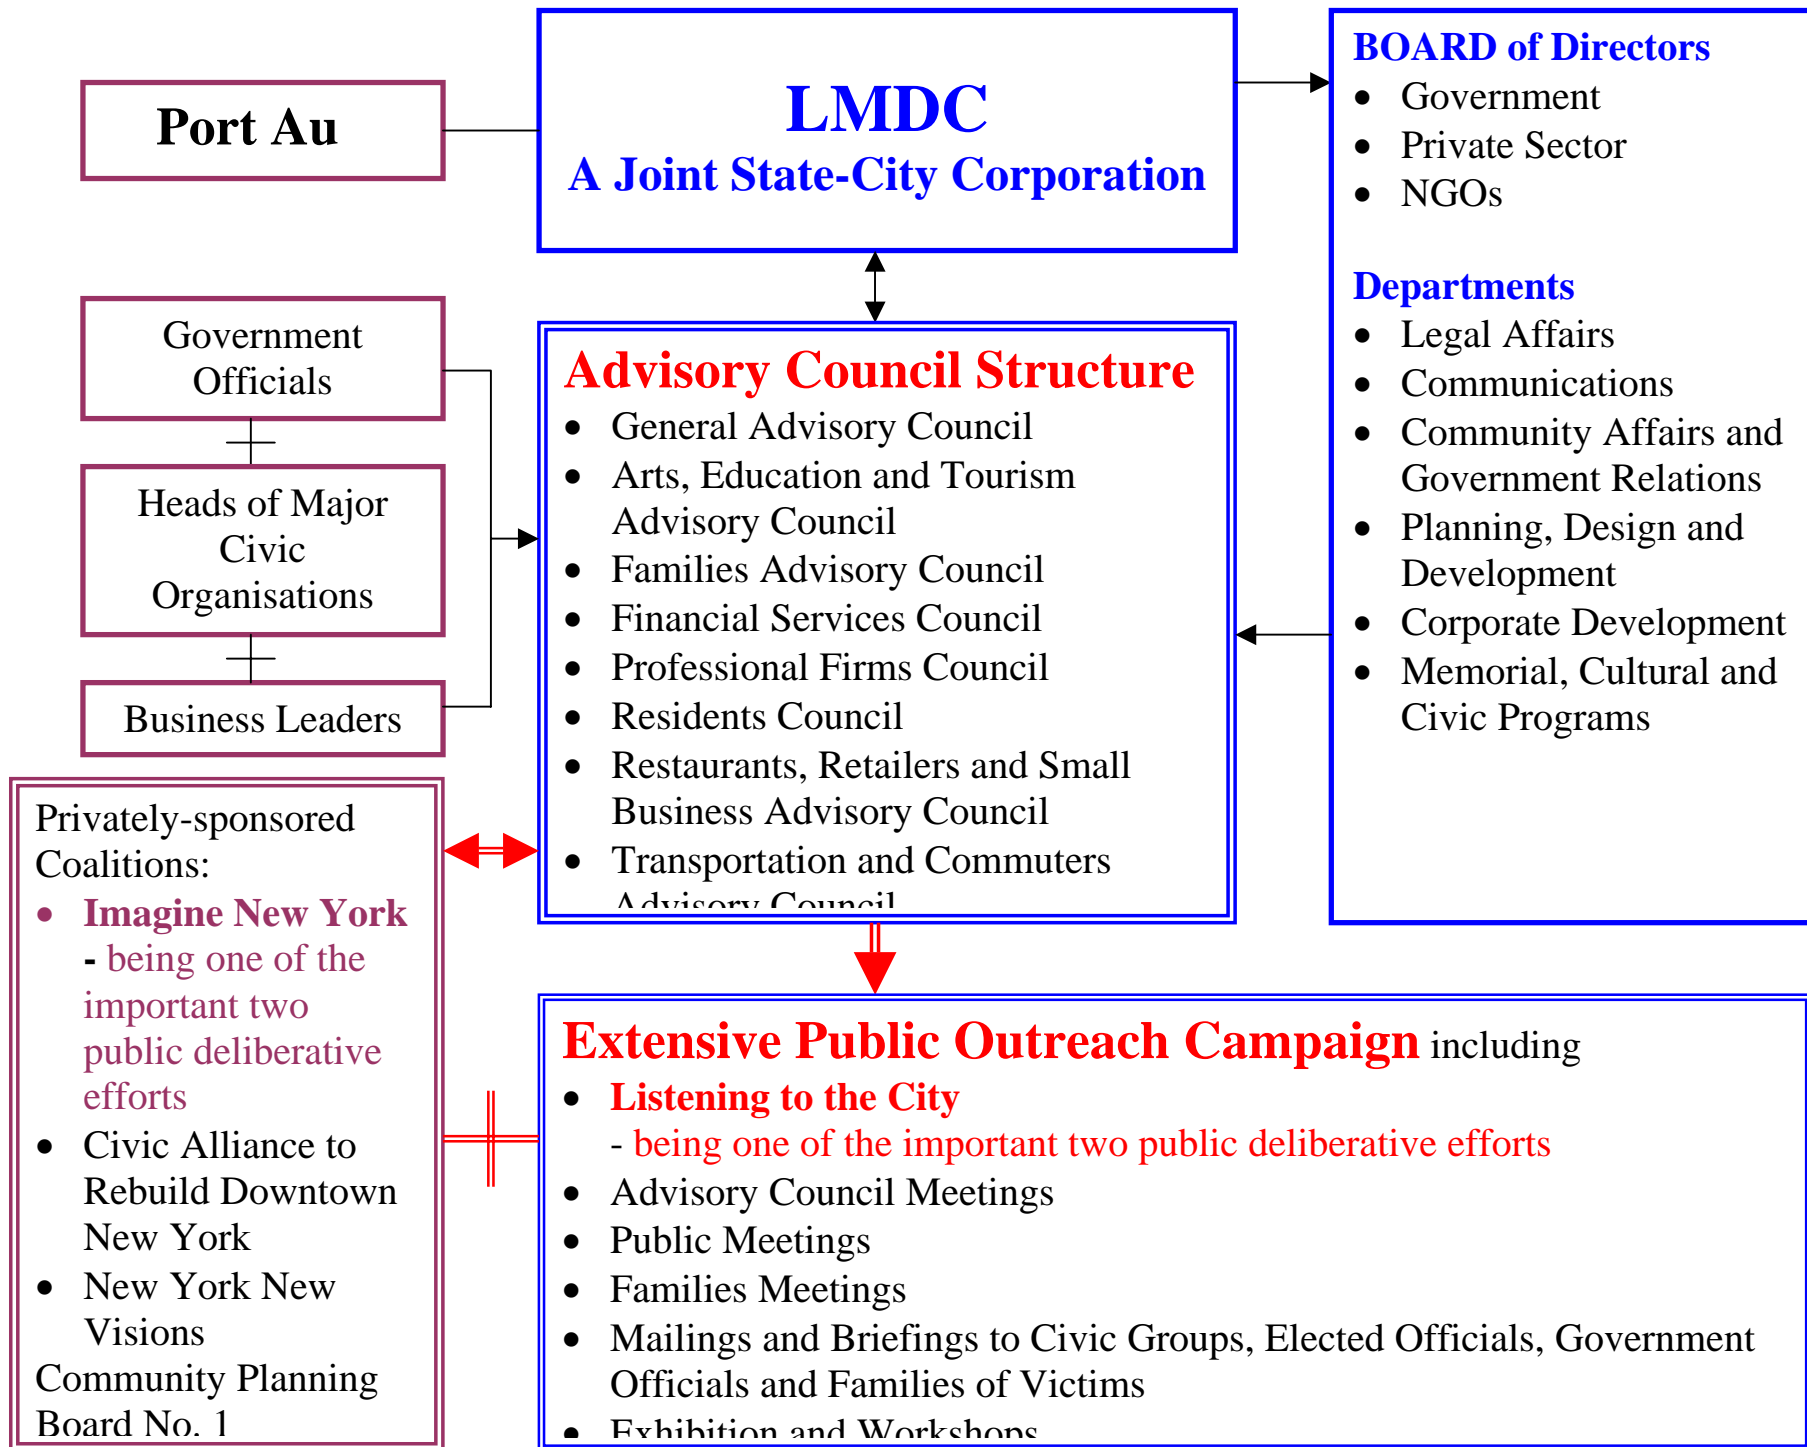 Port Au
LMDC
A Joint State-City Corporation
BOARD of Directors
• Government
• Private Sector
• NGOs
Departments
• Legal Affairs
• Communications
• Community Affairs and
Government Relations
• Planning, Design and
Development
• Corporate Development
• Memorial, Cultural and
Civic Programs
Government
Officials
Heads of Major
Civic
Organisations
Business Leaders
Advisory Council Structure
• General Advisory Council
• Arts, Education and Tourism
Advisory Council
• Families Advisory Council
• Financial Services Council
• Professional Firms Council
• Residents Council
• Restaurants, Retailers and Small
Business Advisory Council
• Transportation and Commuters
Advisory Council
Privately-sponsored
Coalitions:
• Imagine New York
- being one of the
important two
public deliberative
efforts
• Civic Alliance to
Rebuild Downtown
New York
• New York New
Visions
Community Planning
Board No. 1
Extensive Public Outreach Campaign including
• Listening to the City
- being one of the important two public deliberative efforts
• Advisory Council Meetings
• Public Meetings
• Families Meetings
• Mailings and Briefings to Civic Groups, Elected Officials, Government
Officials and Families of Victims
• Exhibition and Workshops